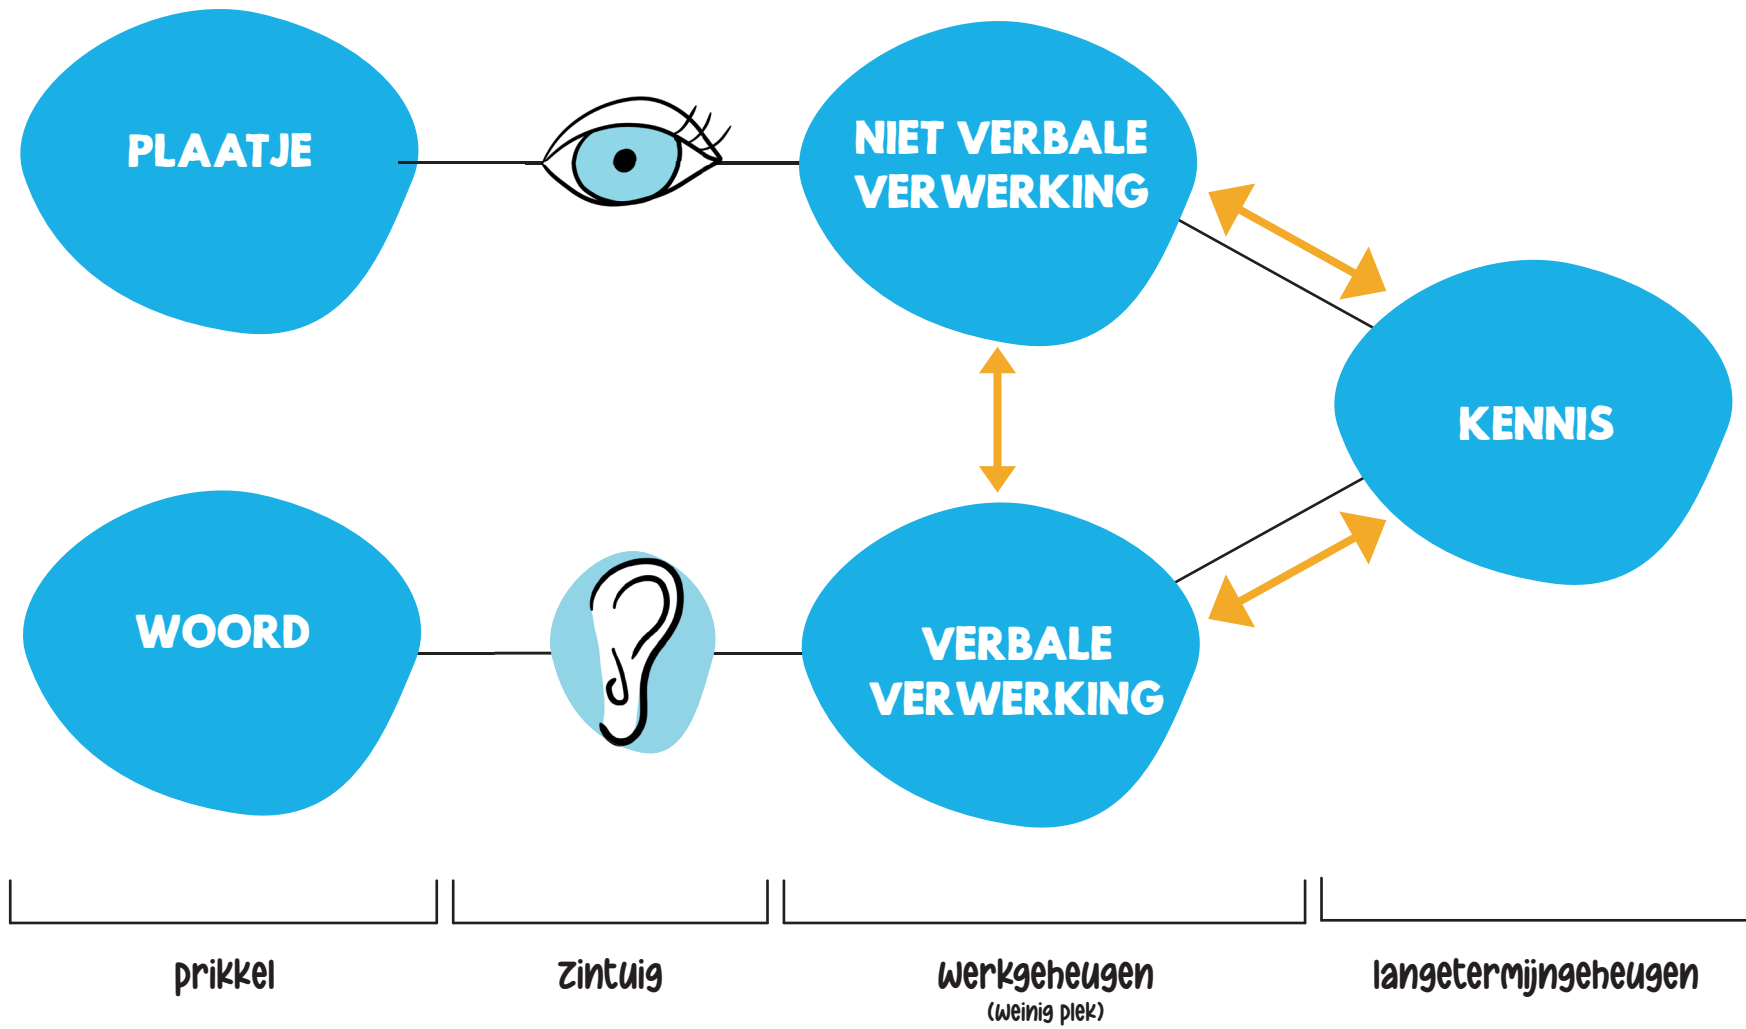 PLAATJE
NIET VERBALE
VERWERKING
KENNIS
WOORD
VERBALE
VERWERKING
prikkel
zintuig
werkgeheugen
(weinig plek)
langetermijngeheugen